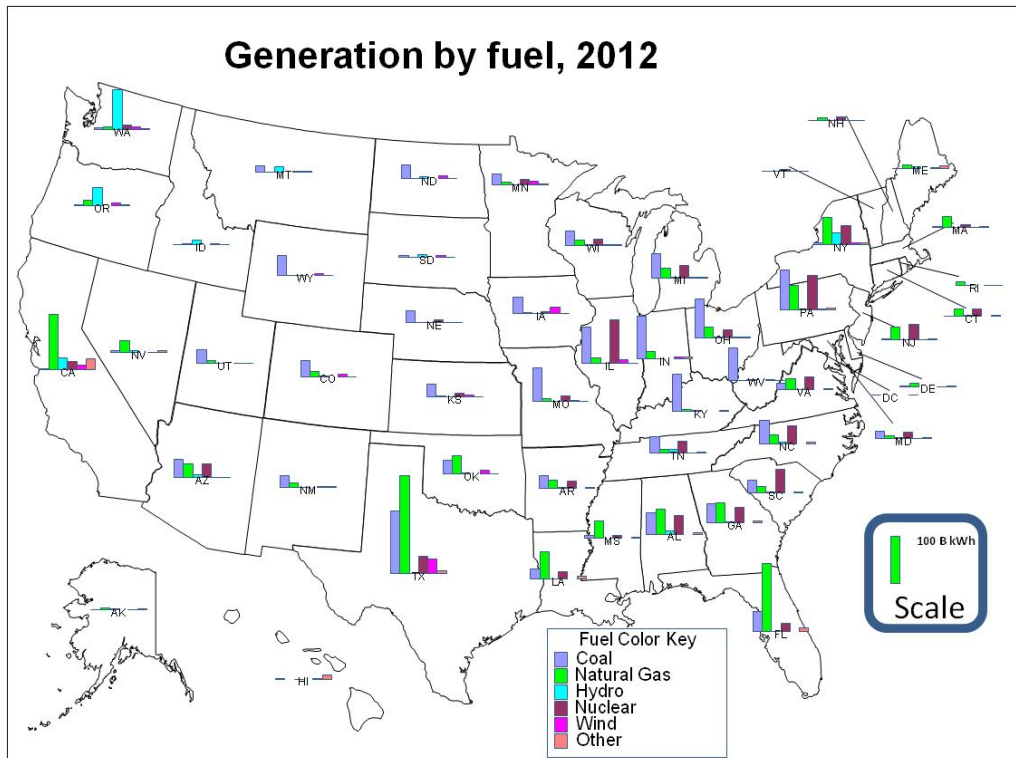 Generation by fuel, 2012
WA
MT
ND
MN
NH
VT
ME
OR
ID
WY
SD
WI
MI
NY
MA
RI
CT
NE
IA
PA
NJ
CA
NV
UT
CO
KS
IL
IN
OH
WV
VA
DE
DC
MD
MO
KY
AZ
NM
OK
AR
TN
NC
SC
TX
LA
MS
AL
GA
FL
AK
HI
100 B kWh
Scale
Fuel Color Key
Coal
Natural Gas
Hydro
Nuclear
Wind
Other